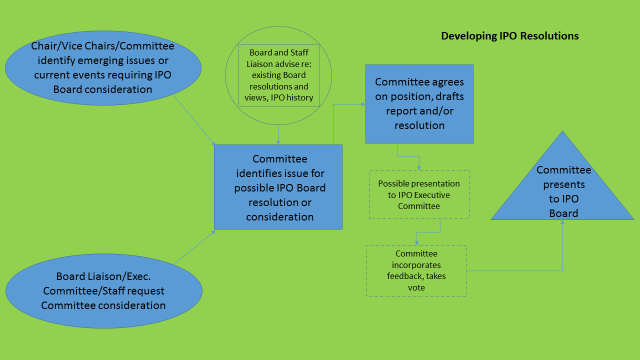 Developing IPO Resolutions
Chair/Vice Chairs/Committee
identify emerging issues or
current events requiring IPO
Board consideration
Board and Staff
Liaison advise re:
existing Board
resolutions and
views, IPO history
Committee agrees
on position, drafts
report and/or
resolution
Committee
identifies issue for
possible IPO Board
resolution or
consideration
Possible presentation
to IPO Executive
Committee
Committee
presents
to IPO
Board
Committee
incorporates
feedback, takes
vote
Board Liaison/Exec.
Committee/Staff request
Committee consideration